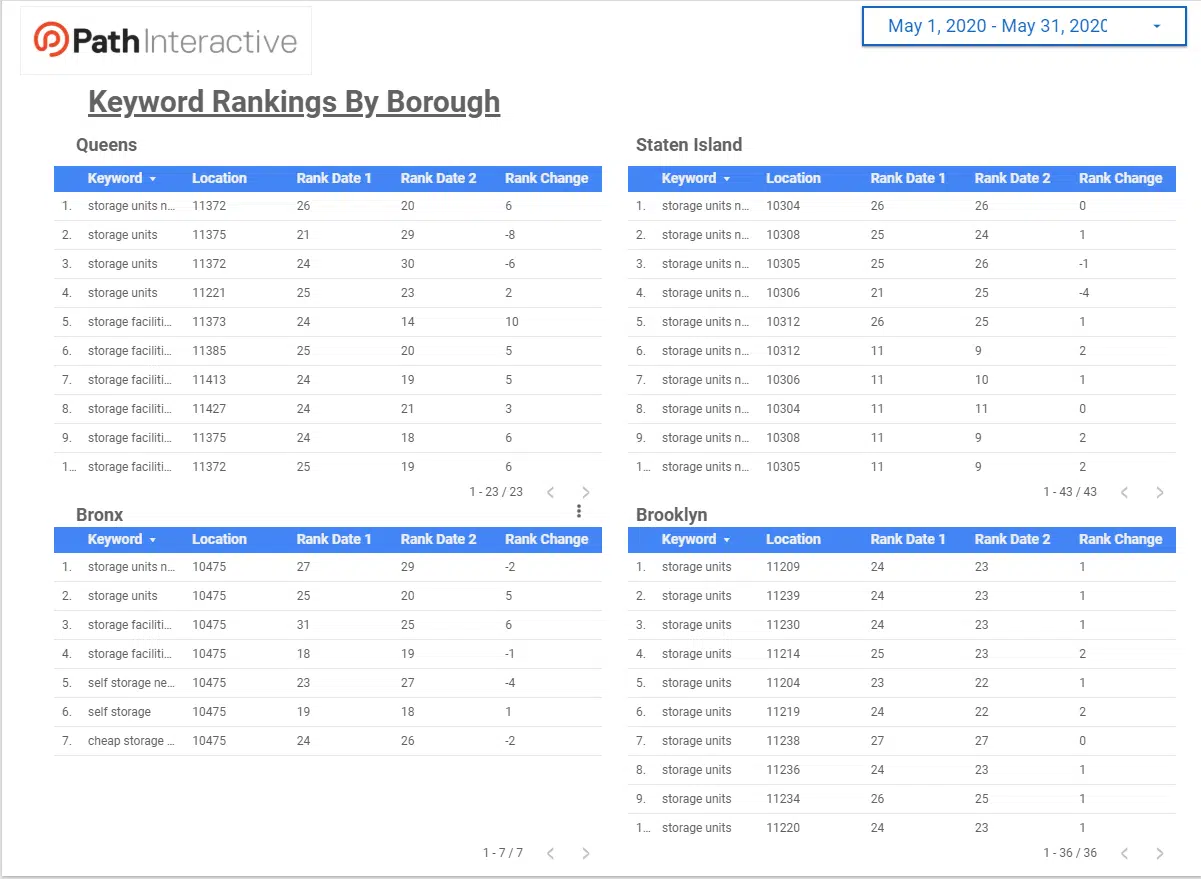 Path Interactive
May 1, 2020 - May 31, 2020
Keyword Rankings By Borough
Queens
Keyword Location Rank Date 1 Rank Date 2 Rank Change
1. storage units n... 11372 26 20 6
2. storage units 11375 21 29 -8
3. storage units 11372 24 30 -6
4. storage units 11221 25 23 2
5. storage faciliti... 11373 24 14 10
6. storage faciliti... 11385 25 20 5
7. storage faciliti... 11413 24 19 5
8. storage faciliti... 11427 24 21 3
9. storage faciliti... 11375 24 18 6
1... storage faciliti... 11372 25 19 6
1 - 23 / 23
Staten Island
Keyword Location Rank Date 1 Rank Date 2 Rank Change
1. storage units n... 10304 26 26 0
2. storage units n... 10308 25 24 1
3. storage units n... 10305 25 26 -1
4. storage units n... 10306 21 25 -4
5. storage units n... 10312 26 25 1
6. storage units n... 10312 11 9 2
7. storage units n... 10306 11 10 1
8. storage units n... 10304 11 11 0
9. storage units n... 10308 11 9 2
1... storage units n... 10305 11 9 2
1 - 43 / 43
Bronx
Keyword Location Rank Date 1 Rank Date 2 Rank Change
1. storage units n... 10475 27 29 -2
2. storage units 10475 25 20 5
3. storage faciliti... 10475 31 25 6
4. storage faciliti... 10475 18 19 -1
5. self storage ne... 10475 23 27 -4
6. self storage 10475 19 18 1
7. cheap storage ... 10475 24 26 -2
1 - 7 / 7
Brooklyn
Keyword Location Rank Date 1 Rank Date 2 Rank Change
1. storage units 11209 24 23 1
2. storage units 11239 24 23 1
3. storage units 11230 24 23 1
4. storage units 11214 25 23 2
5. storage units 11204 23 22 1
6. storage units 11219 24 22 2
7. storage units 11238 27 27 0
8. storage units 11236 24 23 1
9. storage units 11234 26 25 1
1... storage units 11220 24 23 1
1 - 36 / 36